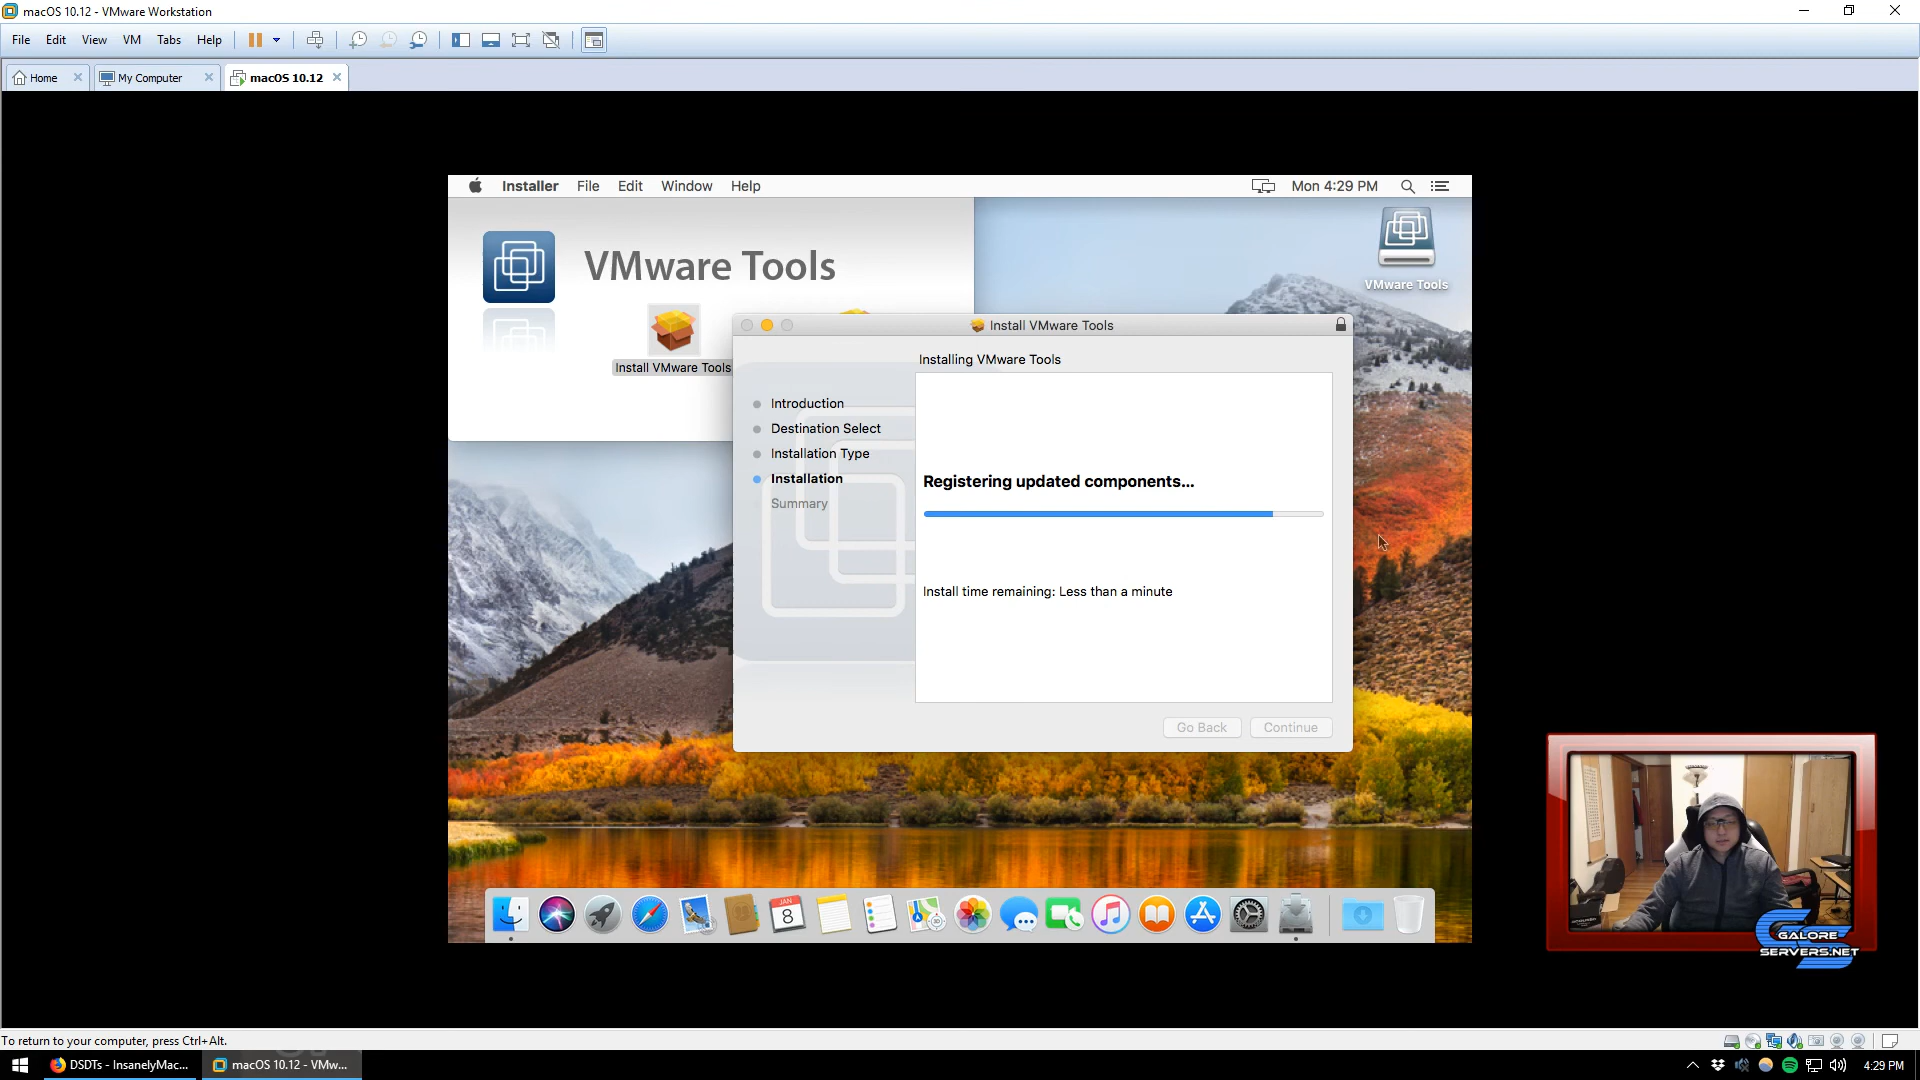 macOS 10.12 - VMware Workstation
File Edit View VM Tabs Help
Home My Computer macOS 10.12
Installer File Edit Window Help Mon 4:29 PM
VMware Tools
VMware Tools
Install VMware Tools
Install VMware Tools
Installing VMware Tools
Introduction
Destination Select
Installation Type
Installation
Summary
Registering updated components...
Install time remaining: Less than a minute
Go Back Continue
JAN
8
3D
GALORE
SERVERS.NET
To return to your computer, press Ctrl+Alt.
DSDTs - InsanelyMac... macOS 10.12 - VMw... 4:29 PM